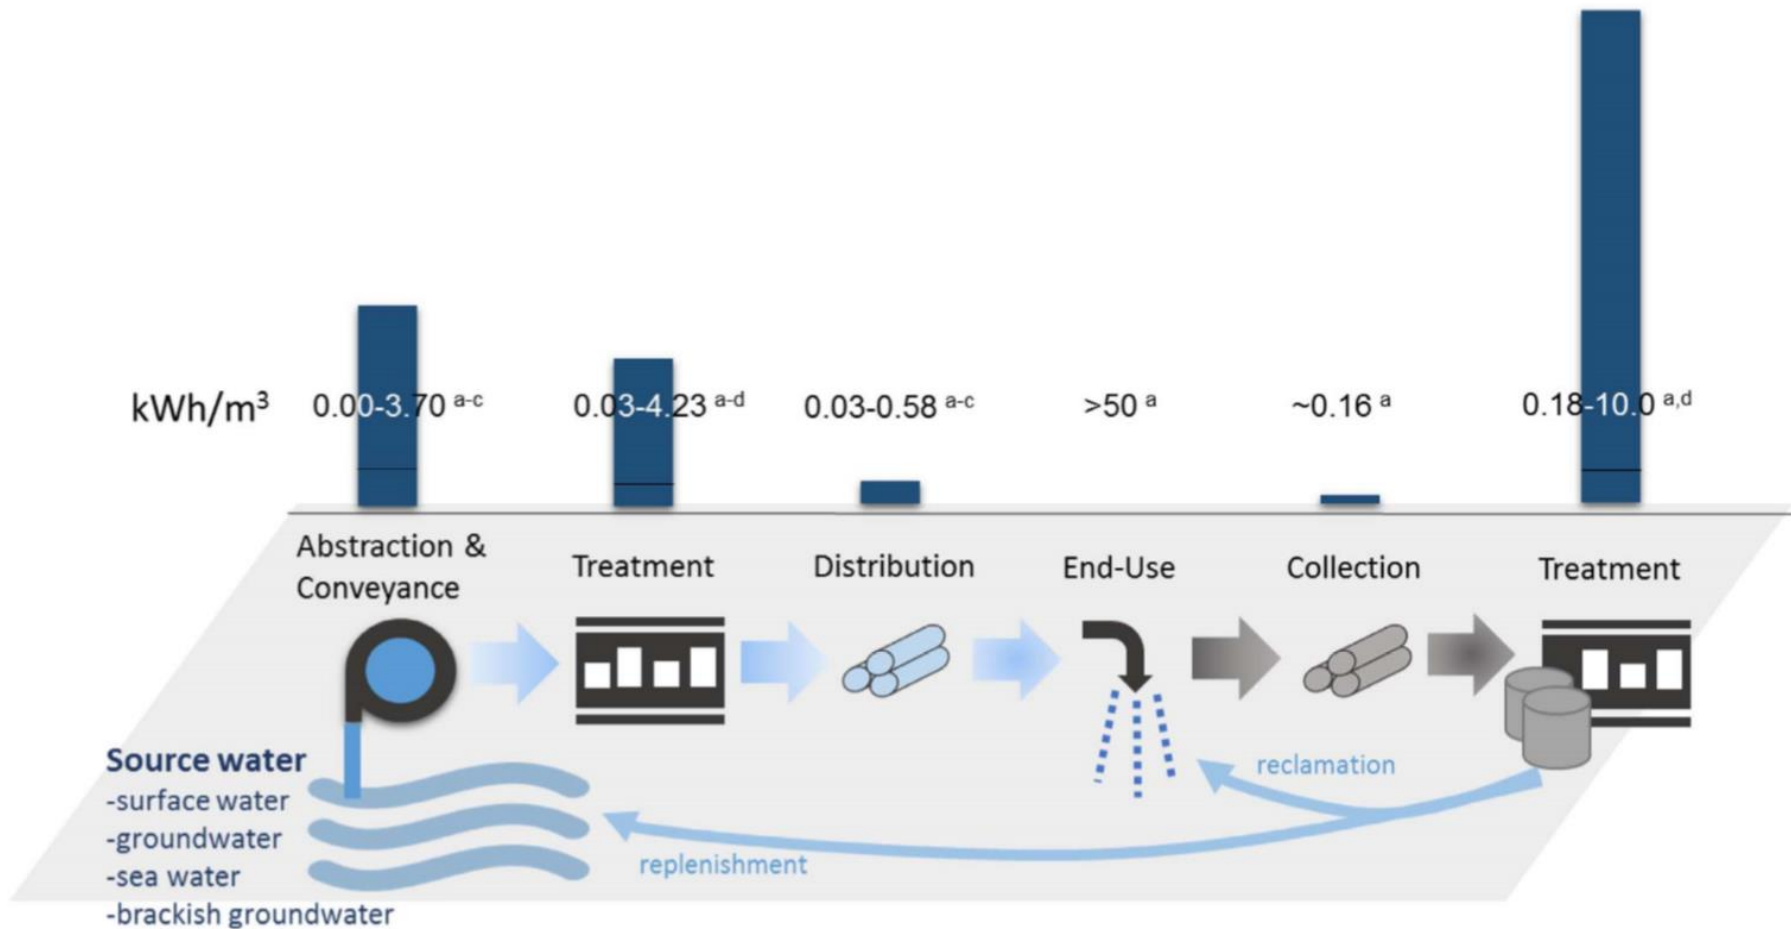 kWh/m³ 0.00-3.70 a-c 0.03-4.23 a-d 0.03-0.58 a-c >50 a ~0.16 a 0.18-10.0 a,d
Abstraction &
Conveyance
Treatment
Distribution
End-Use
Collection
Treatment
Source water
-surface water
-groundwater
-sea water
-brackish groundwater
reclamation
replenishment